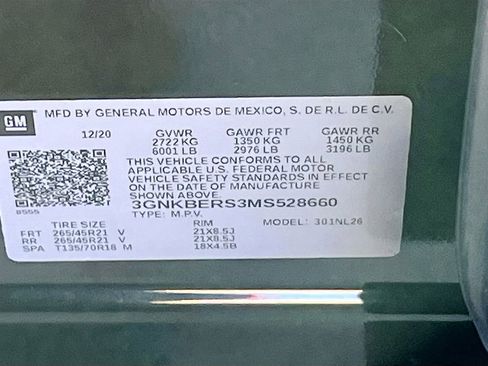 GM
MFD BY GENERAL MOTORS DE MEXICO, S. DE R.L. DE C.V.
12/20 GVWR GAWR FRT GAWR RR
2722 KG 1350 KG 1450 KG
6001 LB 2976 LB 3196 LB
THIS VEHICLE CONFORMS TO ALL
APPLICABLE U.S. FEDERAL MOTOR
VEHICLE SAFETY STANDARDS IN EFFECT
ON THE DATE OF MANUFACTURE
SHOWN ABOVE.
3GNKBERS3MS528660
8555 TYPE: M.P.V. MODEL: 301NL26
TIRE SIZE RIM
FRT 265/45R21 V 21X8.5J
RR 265/45R21 V 21X8.5J
SPA T135/70R18 M 18X4.5B